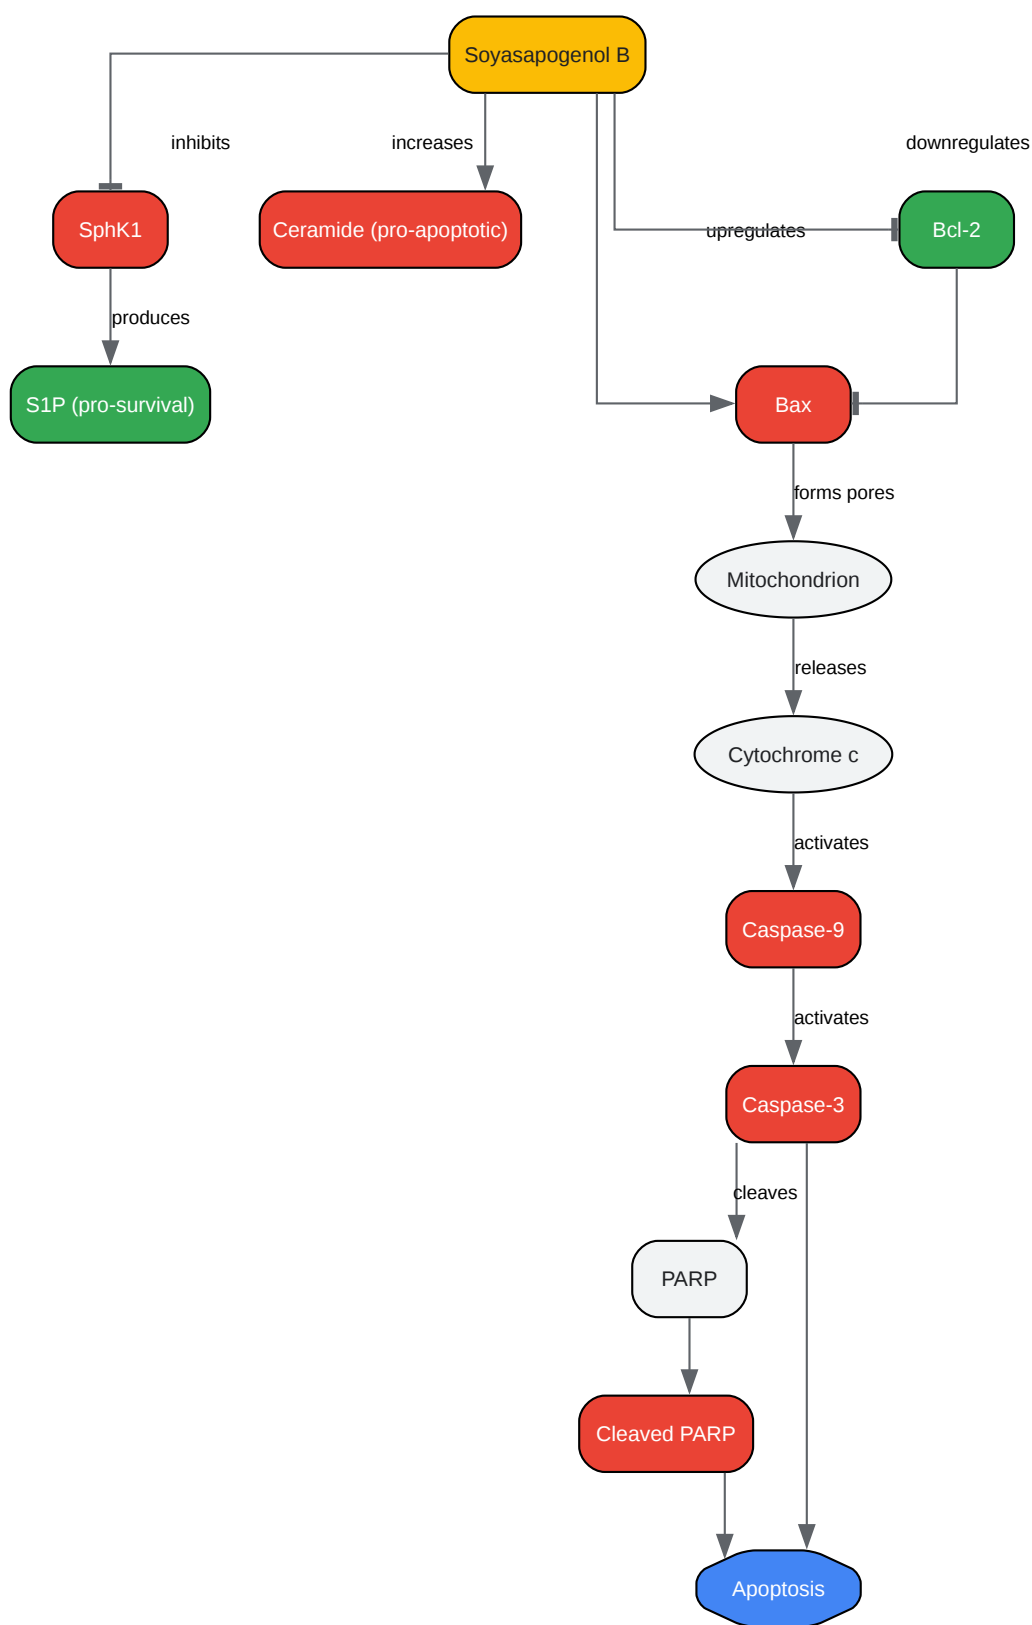 Soyasapogenol B
inhibits
increases
downregulates
SphK1
Ceramide (pro-apoptotic)
upregulates
Bcl-2
produces
S1P (pro-survival)
Bax
forms pores
Mitochondrion
releases
Cytochrome c
activates
Caspase-9
activates
Caspase-3
cleaves
PARP
Cleaved PARP
Apoptosis